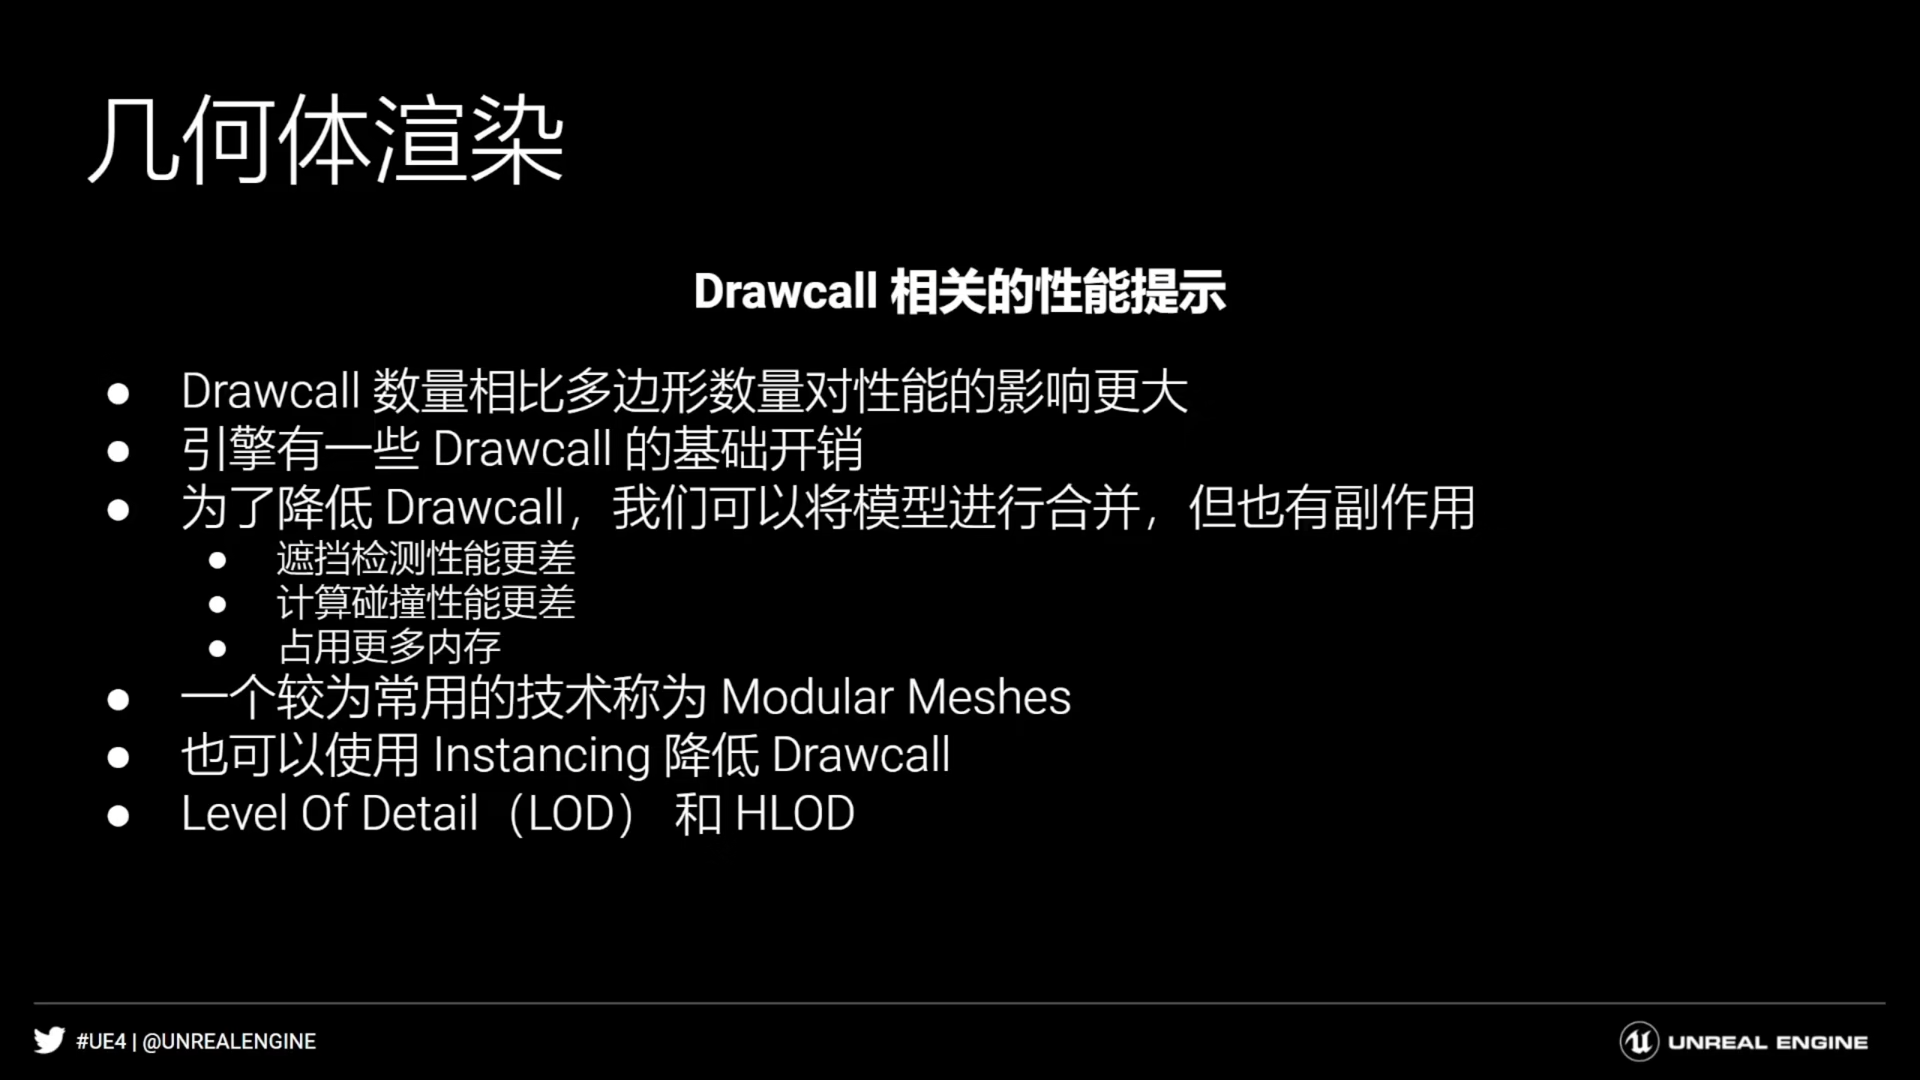 几何体渲染
Drawcall 相关的性能提示
● Drawcall 数量相比多边形数量对性能的影响更大
● 引擎有一些 Drawcall 的基础开销
● 为了降低 Drawcall，我们可以将模型进行合并，但也有副作用
● 遮挡检测性能更差
● 计算碰撞性能更差
● 占用更多内存
● 一个较为常用的技术称为 Modular Meshes
● 也可以使用 Instancing 降低 Drawcall
● Level Of Detail（LOD） 和 HLOD
#UE4 | @UNREALENGINE
UNREAL ENGINE